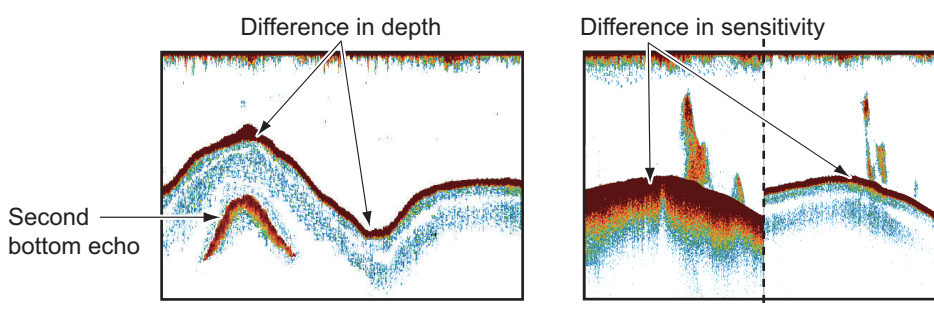 Difference in depth
Difference in sensitivity
Second
bottom echo